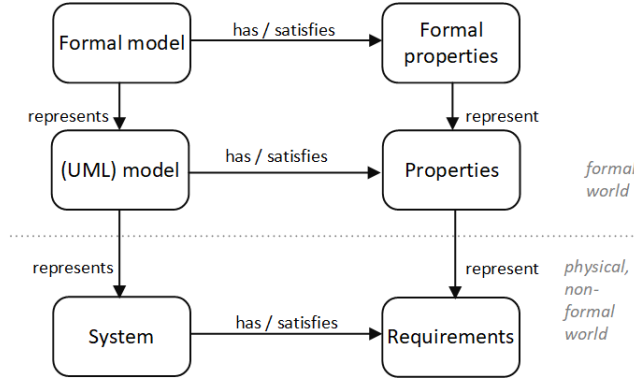 Formal model
has / satisfies
Formal
properties
represents
represent
(UML) model
has / satisfies
Properties
formal
world
represents
represent
physical,
non-
formal
world
System
has / satisfies
Requirements